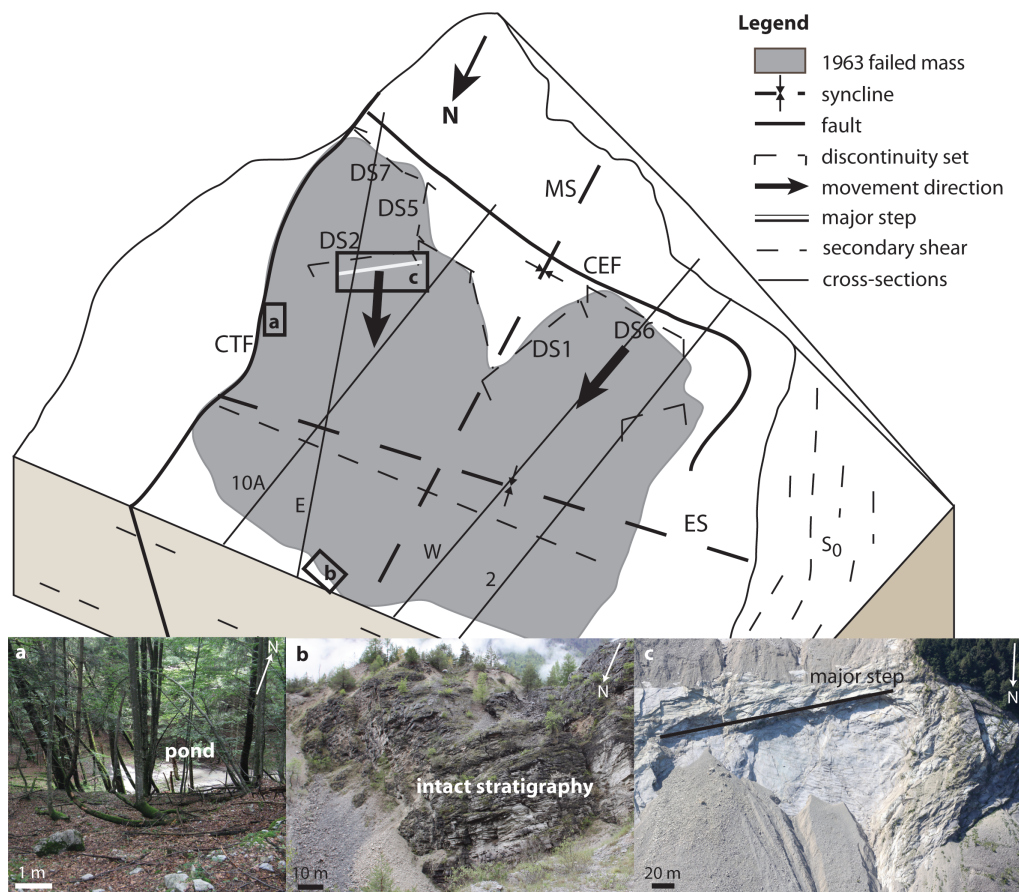 Legend
1963 failed mass
syncline
fault
discontinuity set
movement direction
major step
secondary shear
cross-sections
N
MS
DS7
DS5
DS2
c
CEF
a
CTF
DS6
DS1
10A
E
W
2
ES
S0
b
a
N
pond
1 m
b
N
intact stratigraphy
10 m
c
major step
N
20 m